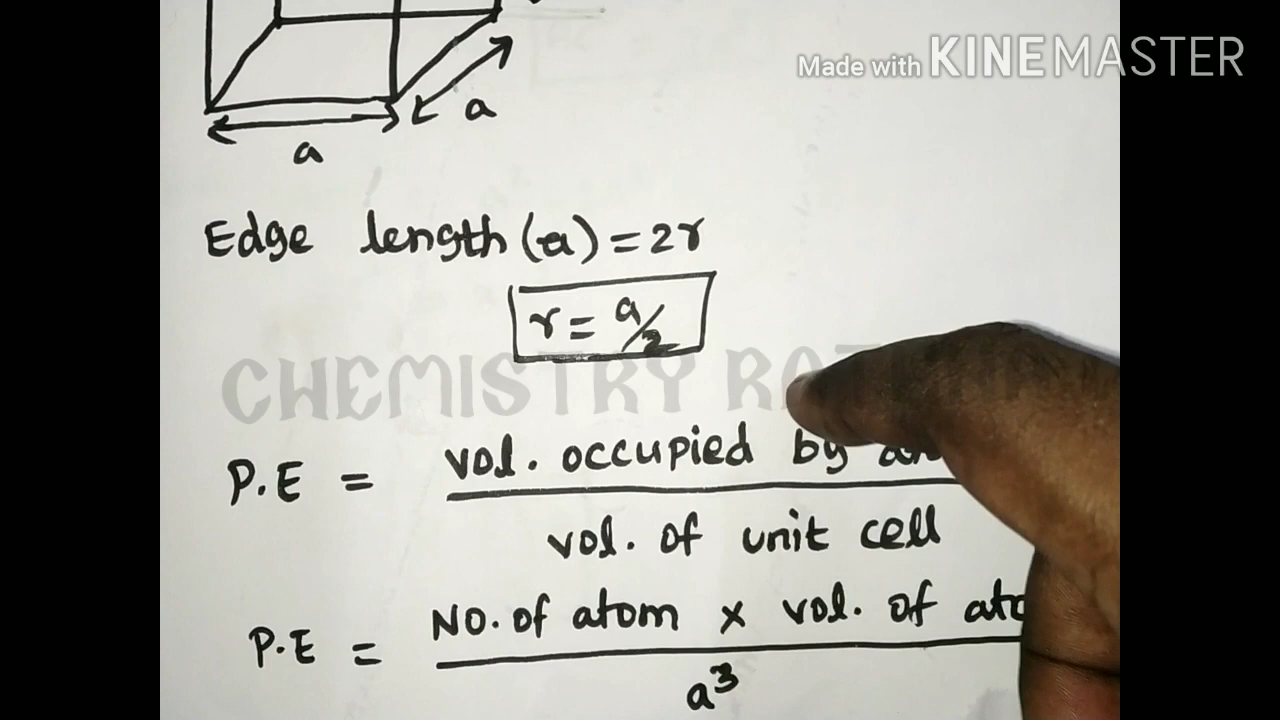 Made with KINEMASTER
a
a
Edge length (a) = 2r
r = a/2
CHEMISTRY
P.E = vol. occupied by
vol. of unit cell
P.E = No. of atom x vol. of
a³